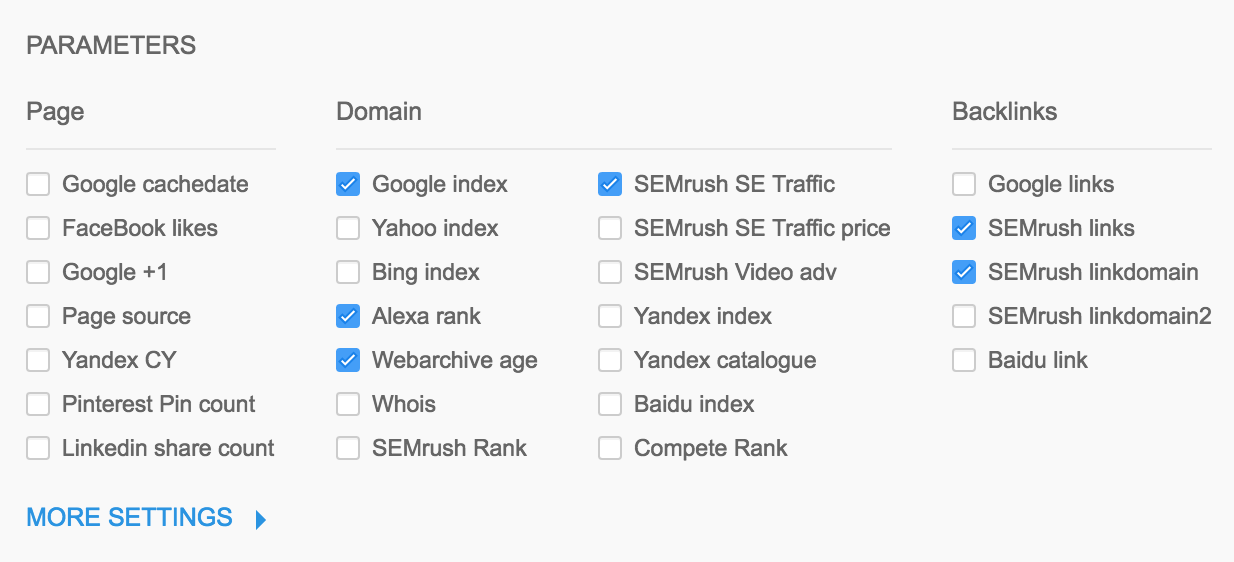 PARAMETERS
Page
Google cachedate
FaceBook likes
Google +1
Page source
Yandex CY
Pinterest Pin count
Linkedin share count
Domain
Google index
Yahoo index
Bing index
Alexa rank
Webarchive age
Whois
SEMrush Rank
SEMrush SE Traffic
SEMrush SE Traffic price
SEMrush Video adv
Yandex index
Yandex catalogue
Baidu index
Compete Rank
Backlinks
Google links
SEMrush links
SEMrush linkdomain
SEMrush linkdomain2
Baidu link
MORE SETTINGS